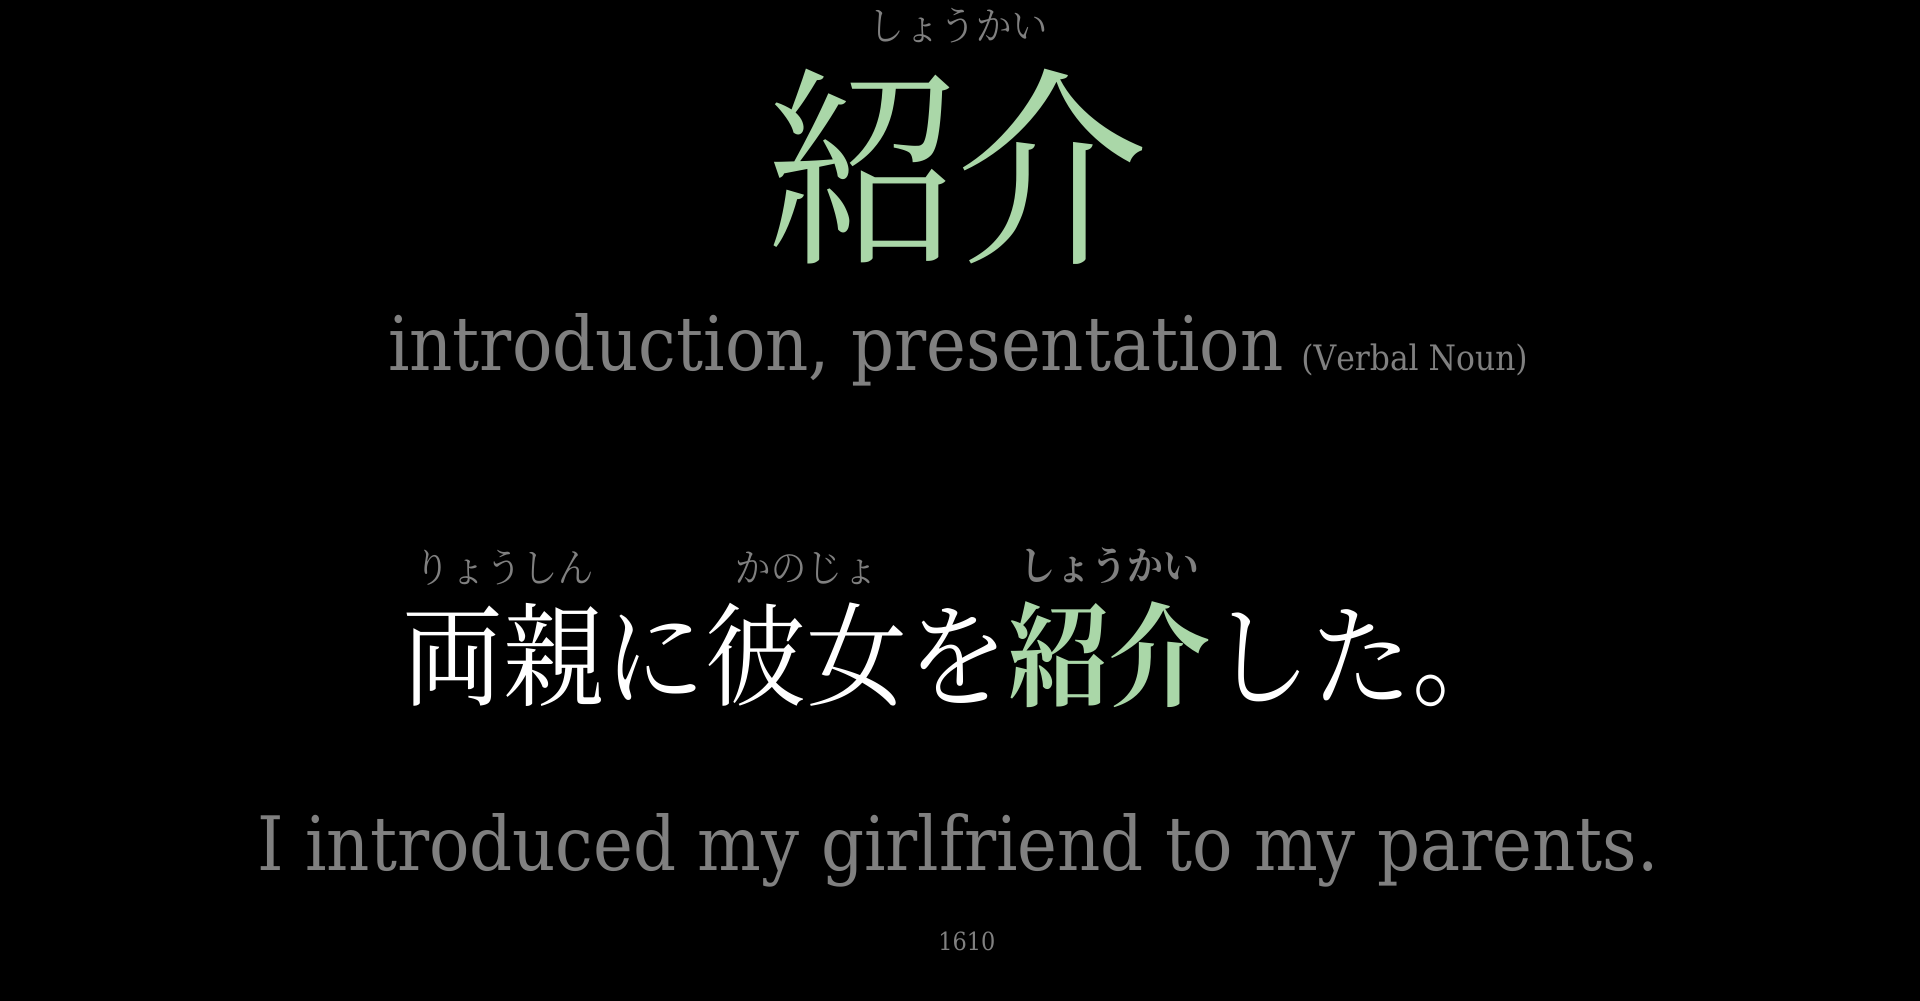 しょうかい
紹介
introduction, presentation (Verbal Noun)
りょうしん かのじょ しょうかい
両親に彼女を紹介した。
I introduced my girlfriend to my parents.
1610